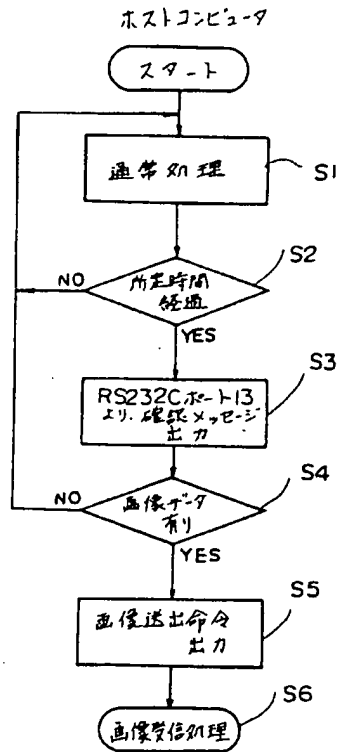 ホストコンピュータ
スタート
通常処理
S1
S2
所定時間
経過
NO
YES
S3
RS232Cポート13
より、確認メッセージ
出力
S4
NO
画像データ
有り
YES
S5
画像送出命令
出力
S6
画像受信処理